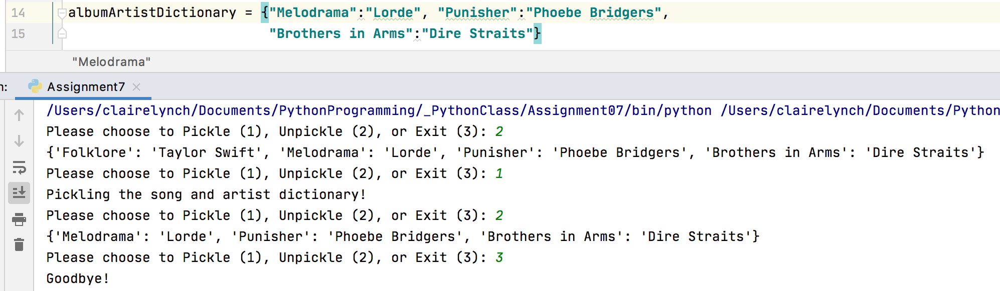 14 albumArtistDictionary = {"Melodrama":"Lorde", "Punisher":"Phoebe Bridgers",
15 "Brothers in Arms":"Dire Straits"}
"Melodrama"
n: Assignment7
/Users/clairelynch/Documents/PythonProgramming/_PythonClass/Assignment07/bin/python /Users/clairelynch/Documents/Python
Please choose to Pickle (1), Unpickle (2), or Exit (3): 2
{'Folklore': 'Taylor Swift', 'Melodrama': 'Lorde', 'Punisher': 'Phoebe Bridgers', 'Brothers in Arms': 'Dire Straits'}
Please choose to Pickle (1), Unpickle (2), or Exit (3): 1
Pickling the song and artist dictionary!
Please choose to Pickle (1), Unpickle (2), or Exit (3): 2
{'Melodrama': 'Lorde', 'Punisher': 'Phoebe Bridgers', 'Brothers in Arms': 'Dire Straits'}
Please choose to Pickle (1), Unpickle (2), or Exit (3): 3
Goodbye!